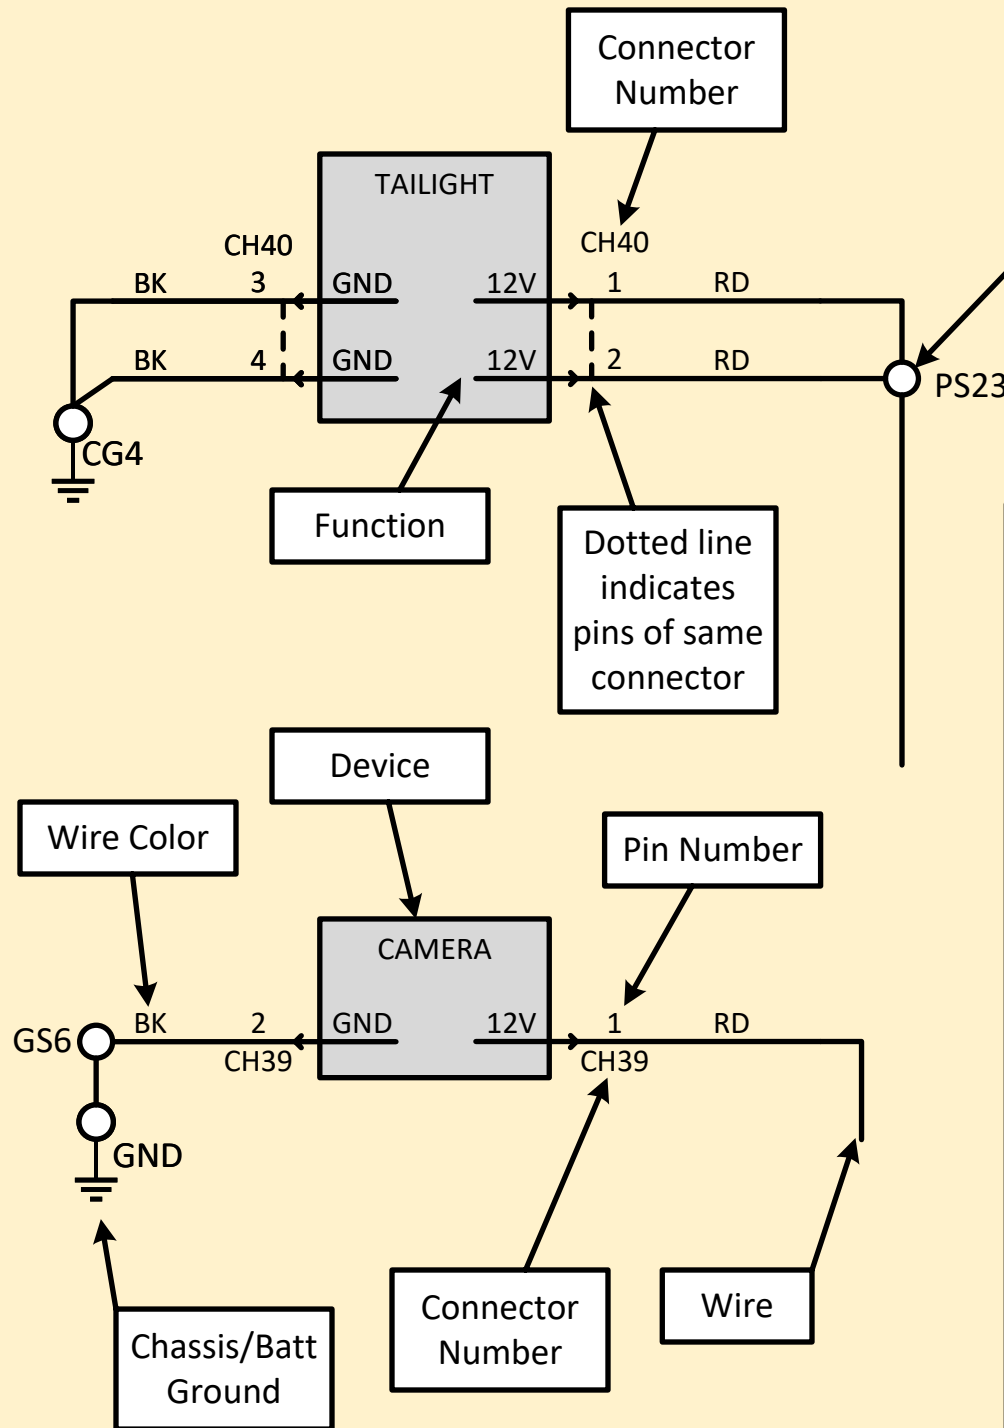 Connector
Number
TAILIGHT
CH40
CH40
BK
3
GND
12V
1
RD
BK
4
GND
12V
2
RD
PS23
CG4
Function
Dotted line
indicates
pins of same
connector
Device
Wire Color
Pin Number
CAMERA
GS6
BK
2
GND
12V
1
RD
CH39
CH39
GND
Connector
Number
Wire
Chassis/Batt
Ground